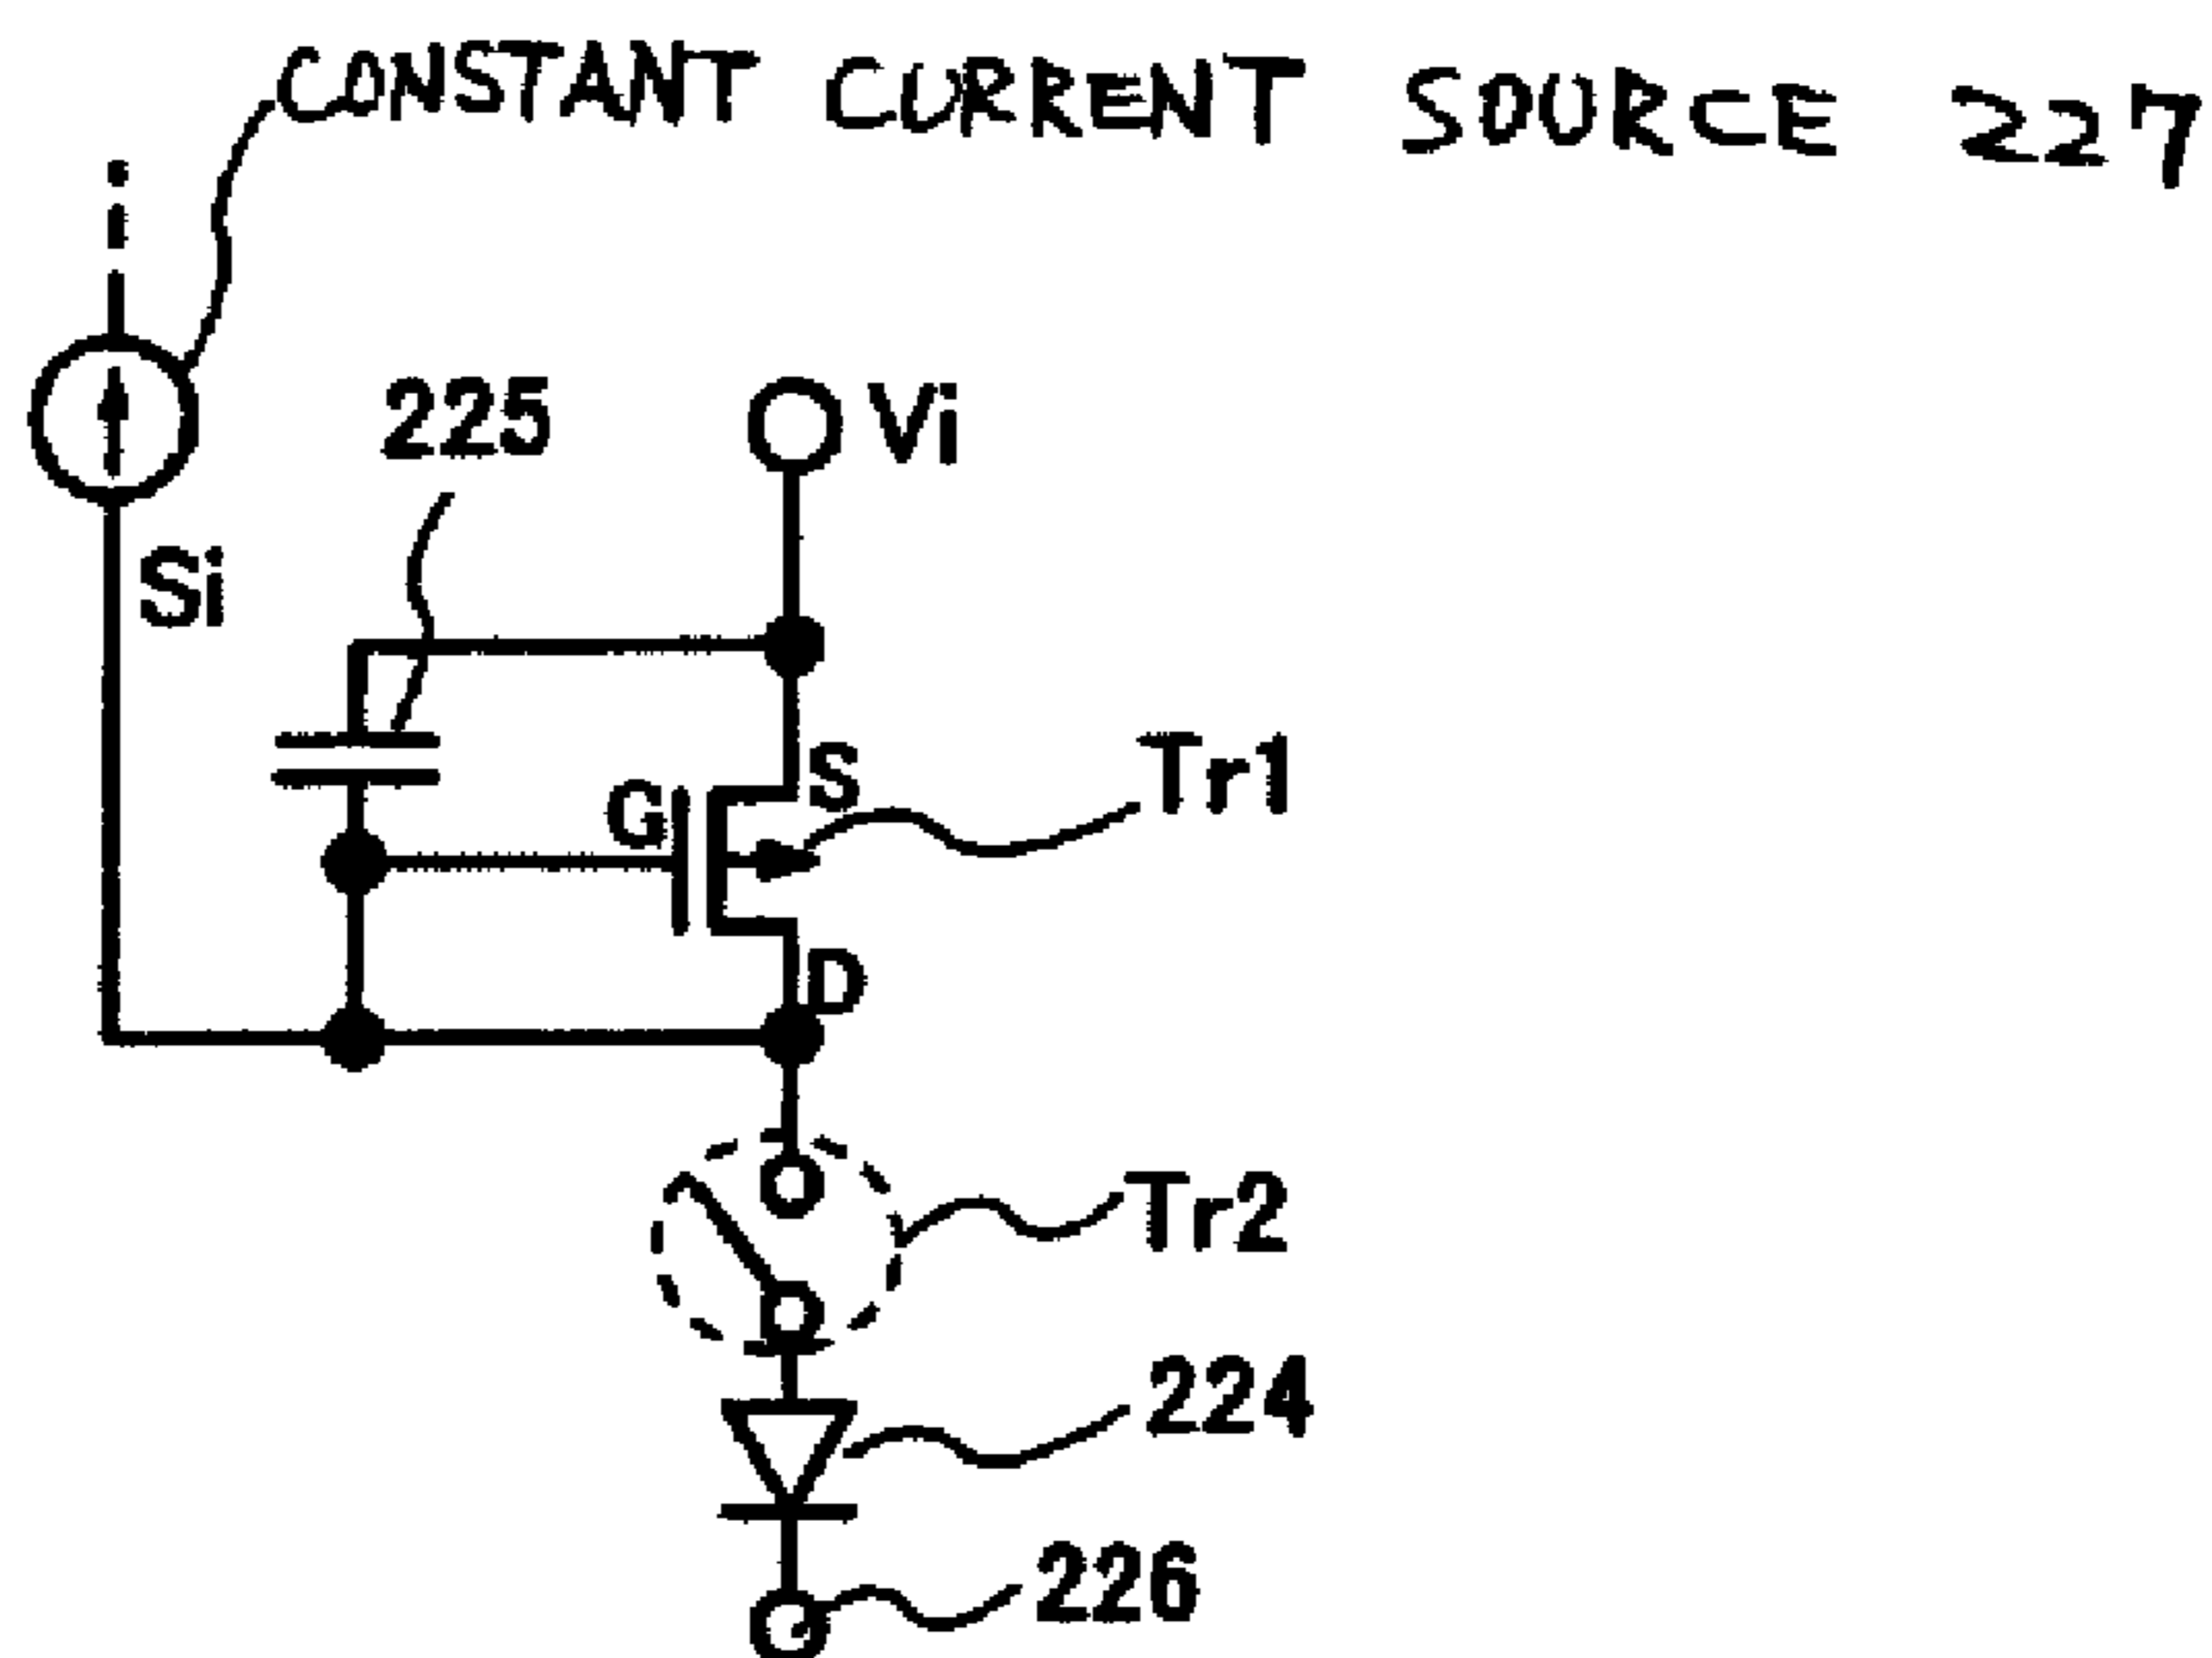 CONSTANT CURRENT SOURCE 227
225
Vi
Si
S
Tr1
G
D
Tr2
224
226